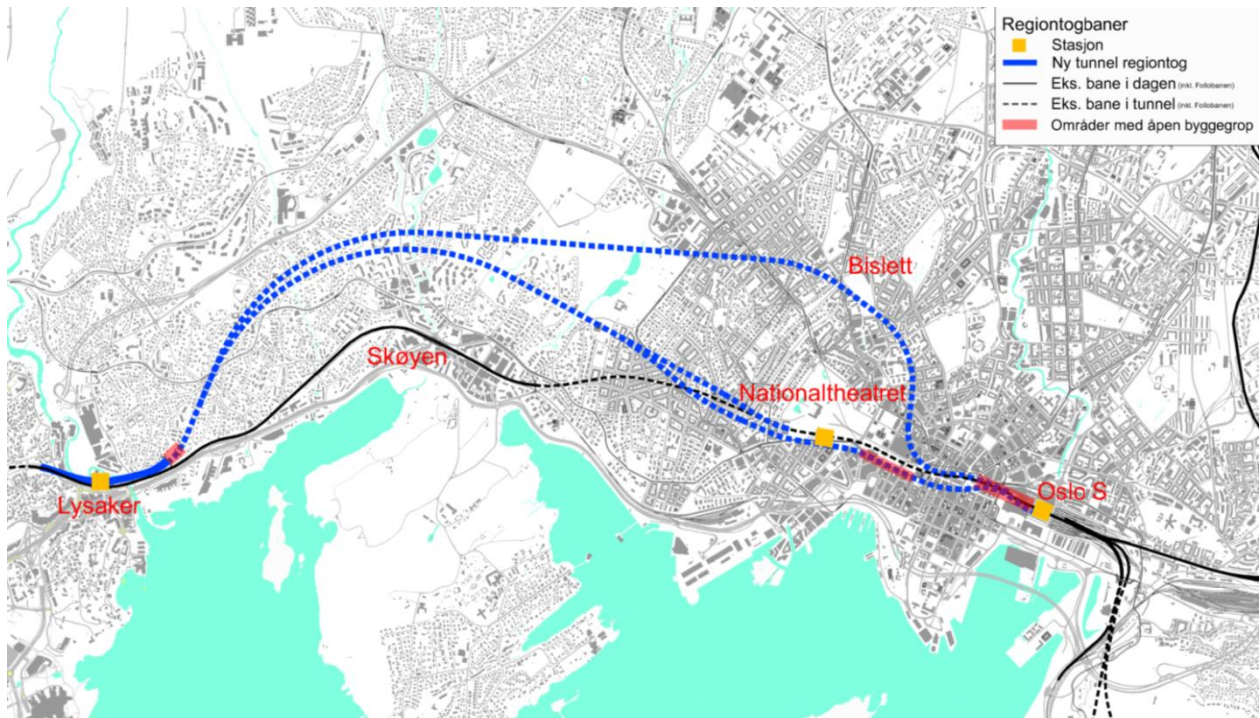 Regiontogbaner
Stasjon
Ny tunnel regiontog
Eks. bane i dagen (inkl. Follobanen)
Eks. bane i tunnel (inkl. Follobanen)
Områder med åpen byggegrop
Bislett
Skøyen
Nationaltheatret
Lysaker
Oslo S